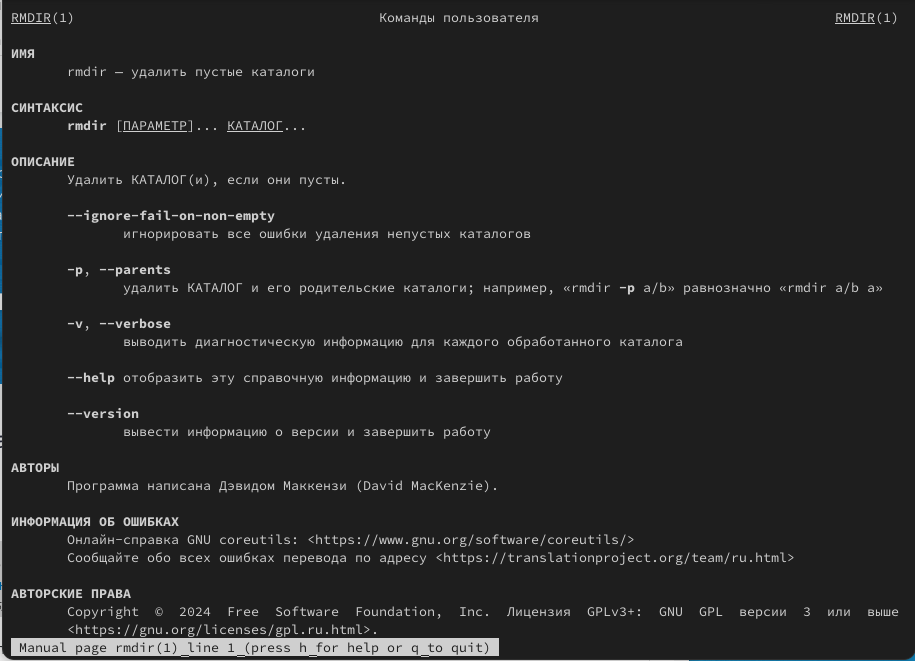 RMDIR(1) Команды пользователя RMDIR(1)
ИМЯ
rmdir — удалить пустые каталоги
СИНТАКСИС
rmdir [ПАРАМЕТР]... КАТАЛОГ...
ОПИСАНИЕ
Удалить КАТАЛОГ(и), если они пусты.
--ignore-fail-on-non-empty
игнорировать все ошибки удаления непустых каталогов
-p, --parents
удалить КАТАЛОГ и его родительские каталоги; например, «rmdir -p a/b» равнозначно «rmdir a/b a»
-v, --verbose
выводить диагностическую информацию для каждого обработанного каталога
--help отобразить эту справочную информацию и завершить работу
--version
вывести информацию о версии и завершить работу
АВТОРЫ
Программа написана Дэвидом Маккензи (David MacKenzie).
ИНФОРМАЦИЯ ОБ ОШИБКАХ
Онлайн-справка GNU coreutils: <https://www.gnu.org/software/coreutils/>
Сообщайте обо всех ошибках перевода по адресу <https://translationproject.org/team/ru.html>
АВТОРСКИЕ ПРАВА
Copyright © 2024 Free Software Foundation, Inc. Лицензия GPLv3+: GNU GPL версии 3 или выше
<https://gnu.org/licenses/gpl.ru.html>.
Manual page rmdir(1) line 1 (press h for help or q to quit)